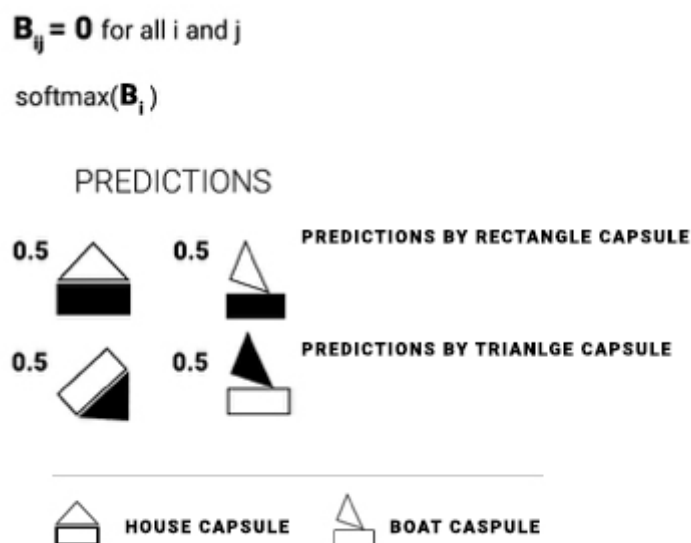 Bij = 0 for all i and j
softmax(Bi)
PREDICTIONS
0.5 0.5 PREDICTIONS BY RECTANGLE CAPSULE
0.5 0.5 PREDICTIONS BY TRIANLGE CAPSULE
HOUSE CAPSULE BOAT CASPULE